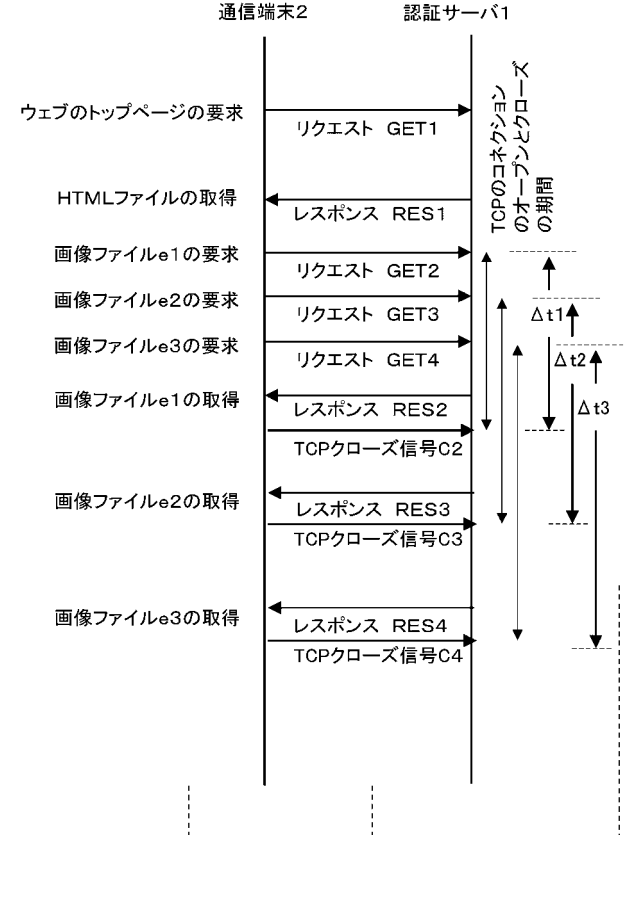 通信端末2
認証サーバ1
ウェブのトップページの要求
リクエスト GET1
HTMLファイルの取得
レスポンス RES1
TCPのコネクション
のオープンとクローズ
の期間
画像ファイルe1の要求
リクエスト GET2
画像ファイルe2の要求
リクエスト GET3
Δt1
画像ファイルe3の要求
リクエスト GET4
Δt2
画像ファイルe1の取得
レスポンス RES2
Δt3
TCPクローズ信号C2
画像ファイルe2の取得
レスポンス RES3
TCPクローズ信号C3
画像ファイルe3の取得
レスポンス RES4
TCPクローズ信号C4